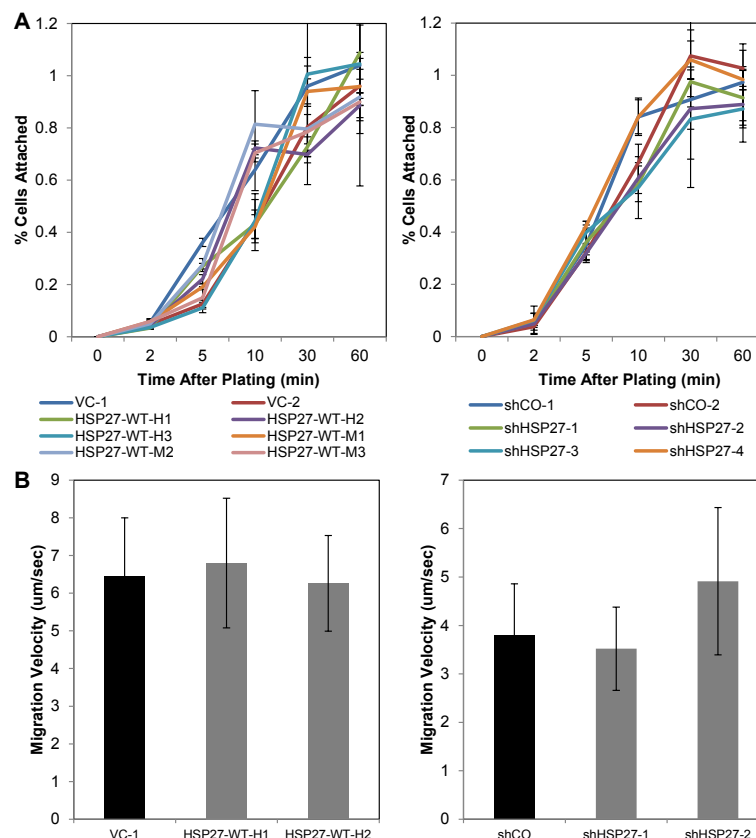 A
% Cells Attached
1.2
1
0.8
0.6
0.4
0.2
0
0 2 5 10 30 60
Time After Plating (min)
VC-1 VC-2
HSP27-WT-H1 HSP27-WT-H2
HSP27-WT-H3 HSP27-WT-M1
HSP27-WT-M2 HSP27-WT-M3
% Cells Attached
1.2
1
0.8
0.6
0.4
0.2
0
0 2 5 10 30 60
Time After Plating (min)
shCO-1 shCO-2
shHSP27-1 shHSP27-2
shHSP27-3 shHSP27-4
B
Migration Velocity (um/sec)
9
8
7
6
5
4
3
2
1
0
VC-1 HSP27-WT-H1 HSP27-WT-H2
Migration Velocity (um/sec)
7
6
5
4
3
2
1
0
shCO shHSP27-1 shHSP27-2